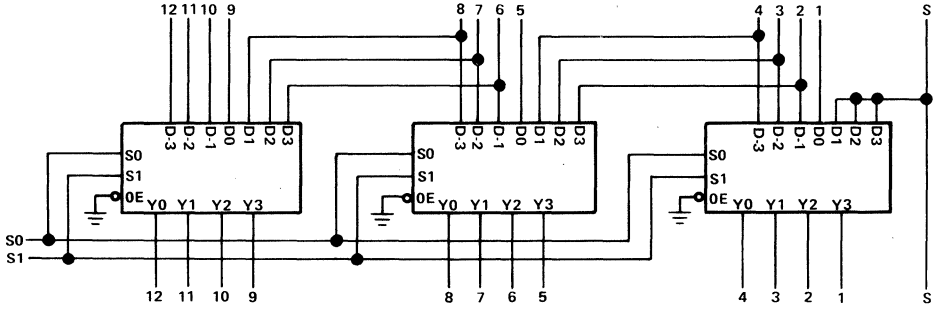 12 11 10 9 8 7 6 5 4 3 2 1 S
D-3 D-2 D-1 D0 D1 D2 D3 D-3 D-2 D-1 D0 D1 D2 D3 D-3 D-2 D-1 D0 D1 D2 D3
S0 S0 S0
S1 S1 S1
0E 0E 0E
Y0 Y1 Y2 Y3 Y0 Y1 Y2 Y3 Y0 Y1 Y2 Y3
S0
S1
12 11 10 9 8 7 6 5 4 3 2 1 S